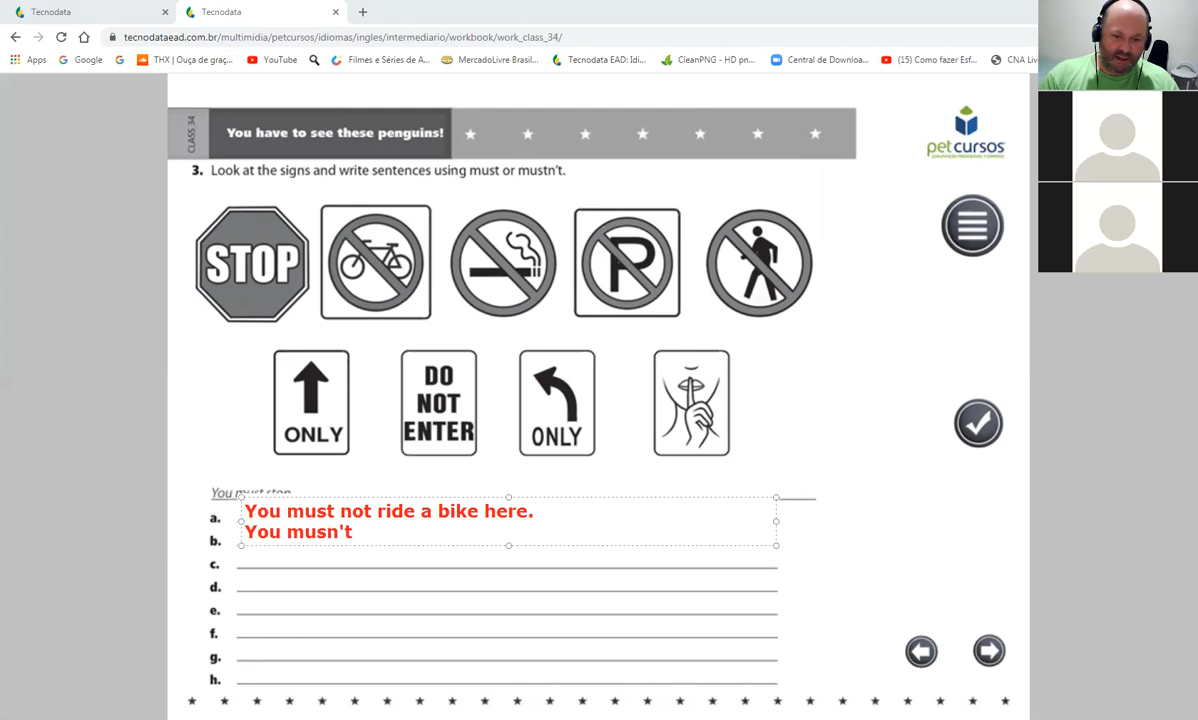 Tecnodata
Tecnodata
tecnodataead.com.br/multimidia/petcursos/idiomas/ingles/intermediario/workbook/work_class_34/
Apps
Google
THX | Ouça de graç...
YouTube
Filmes e Séries de A...
MercadoLivre Brasil...
Tecnodata EAD: Idi...
CleanPNG - HD pn...
Central de Downloa...
(15) Como fazer Esf...
CNA Liv
CLASS 34
You have to see these penguins!
petcursos
3. Look at the signs and write sentences using must or mustn't.
STOP
P
ONLY
DO
NOT
ENTER
ONLY
You must stop
a. You must not ride a bike here.
b. You musn't
c.
d.
e.
f.
g.
h.